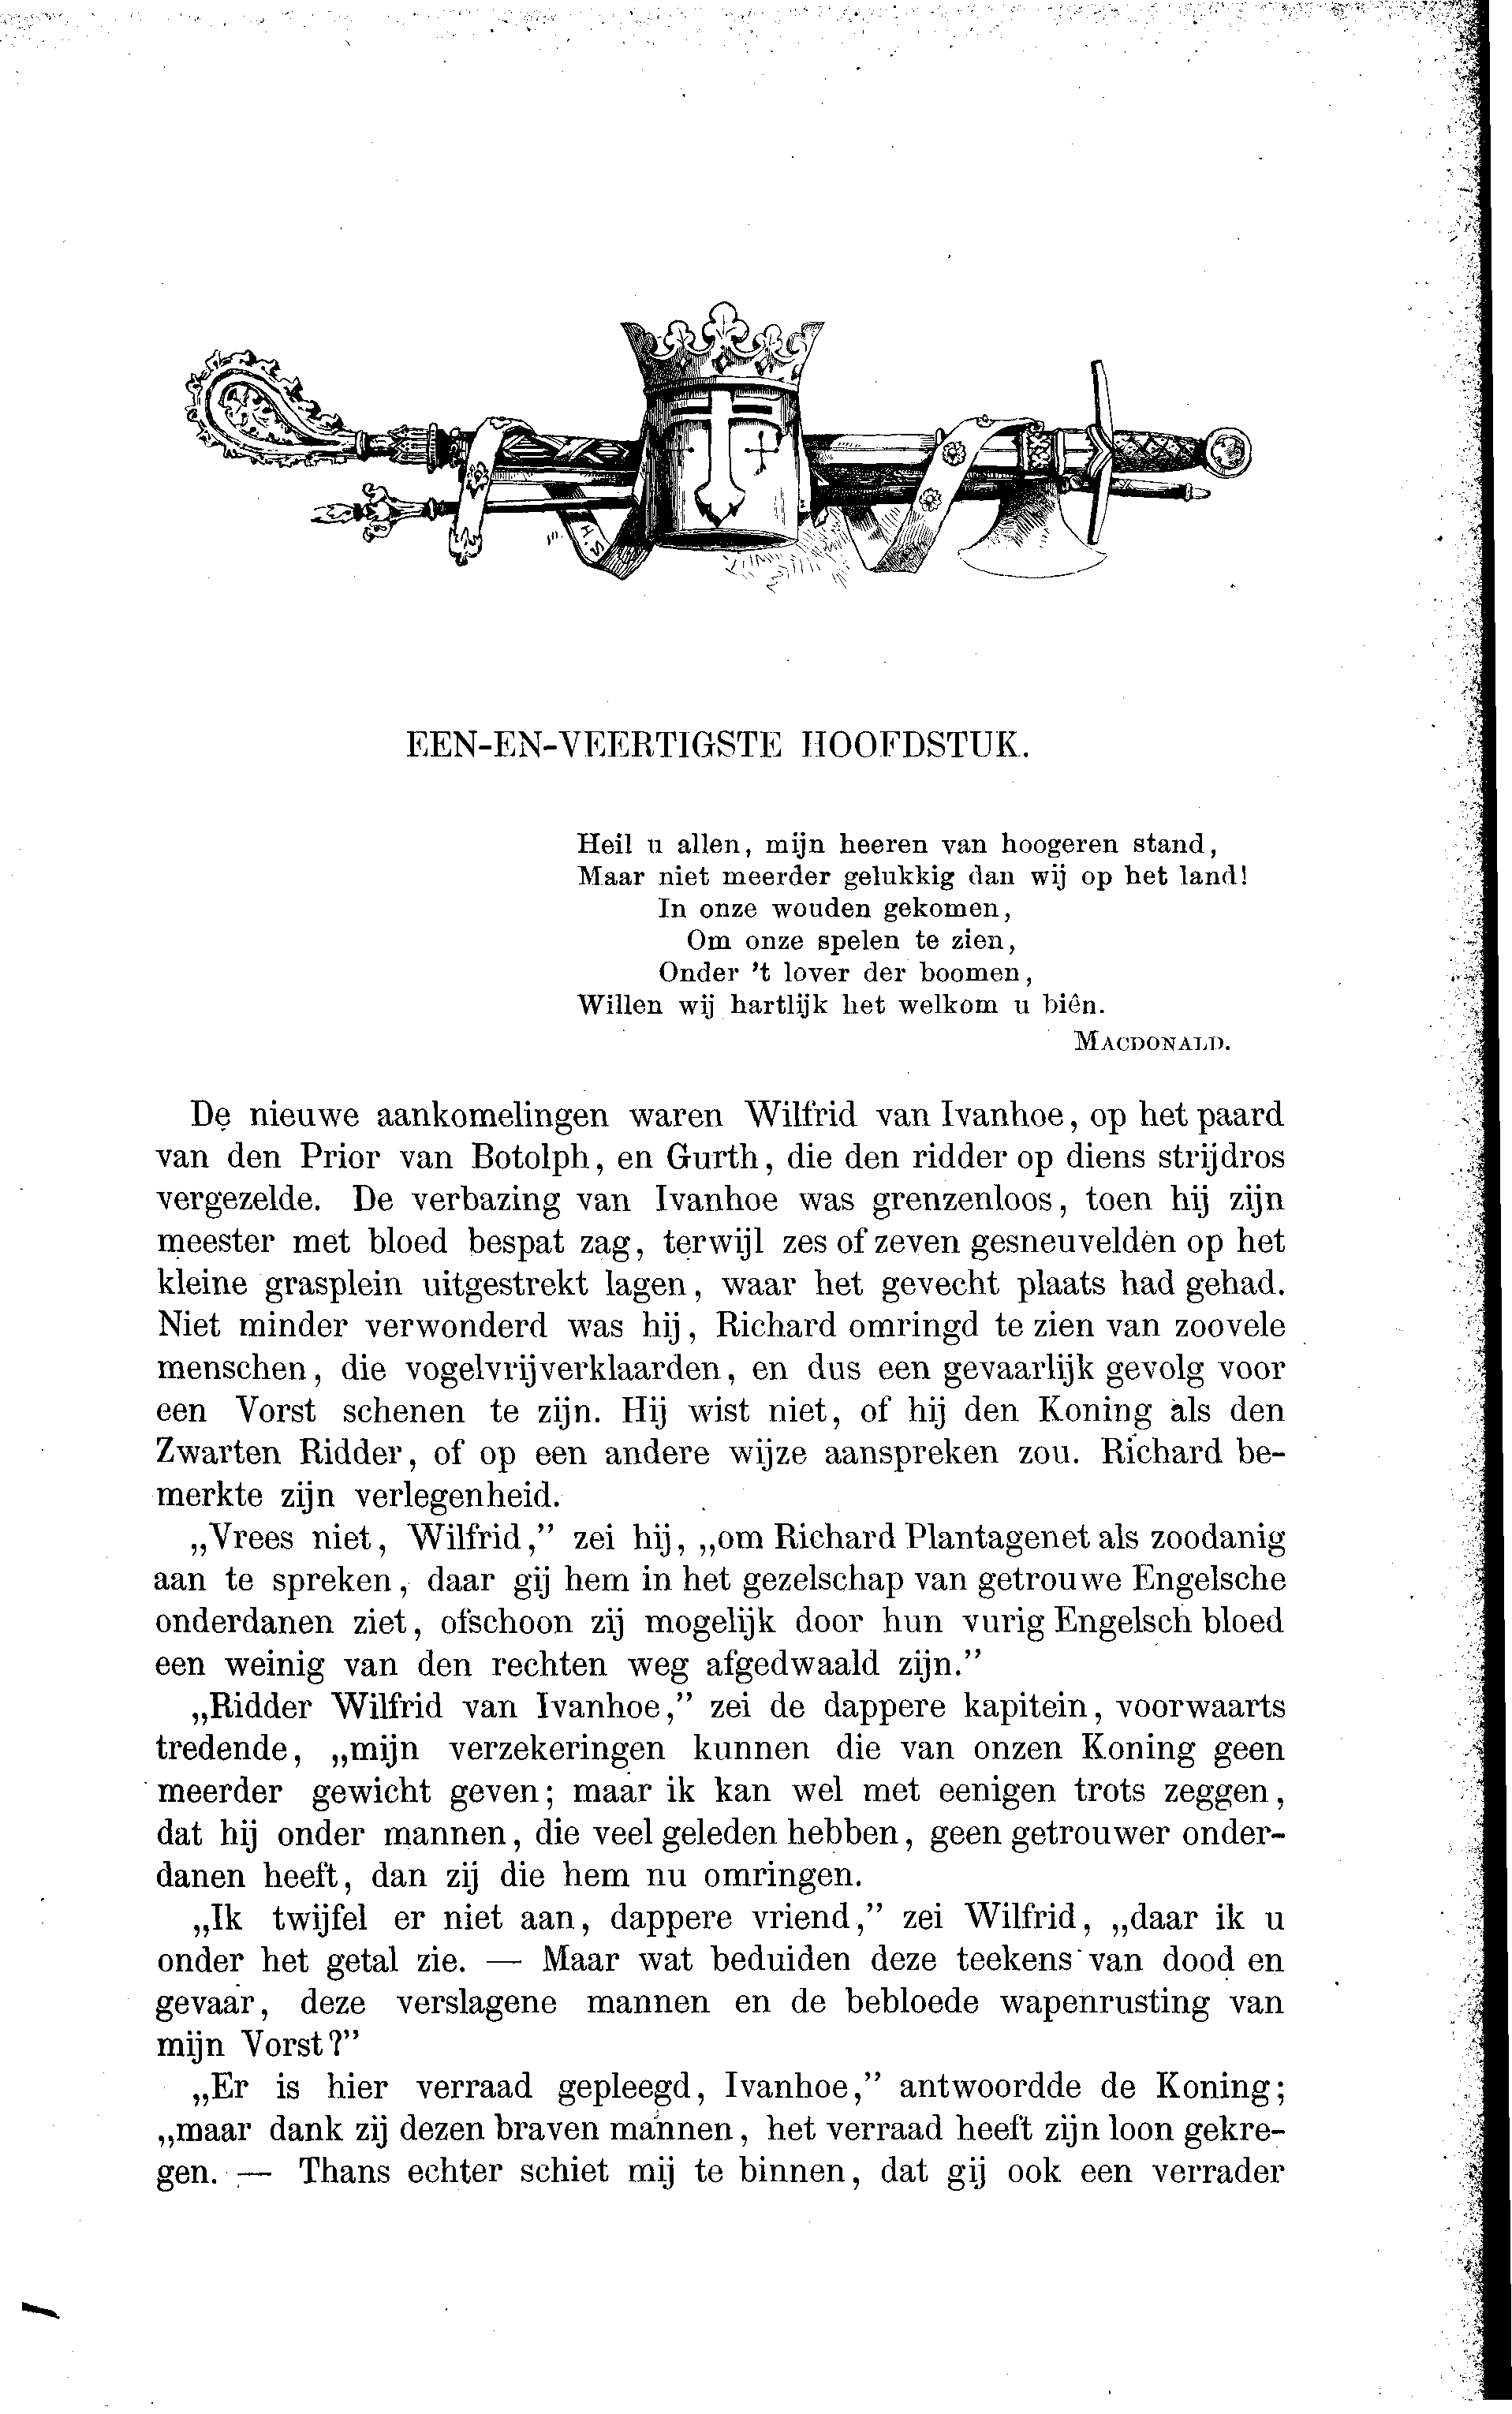 H.S
EEN-EN-VEERTIGSTE HOOFDSTUK.
Heil u allen, mijn heeren van hoogeren stand,
Maar niet meerder gelukkig dan wij op het land!
In onze wouden gekomen,
Om onze spelen te zien,
Onder 't lover der boomen,
Willen wij hartlijk het welkom u biên.
MACDONALD.
De nieuwe aankomelingen waren Wilfrid van Ivanhoe, op het paard
van den Prior van Botolph, en Gurth, die den ridder op diens strijdros
vergezelde. De verbazing van Ivanhoe was grenzenloos, toen hij zijn
meester met bloed bespat zag, terwijl zes of zeven gesneuvelden op het
kleine grasplein uitgestrekt lagen, waar het gevecht plaats had gehad.
Niet minder verwonderd was hij, Richard omringd te zien van zoovele
menschen, die vogelvrijverklaarden, en dus een gevaarlijk gevolg voor
een Vorst schenen te zijn. Hij wist niet, of hij den Koning als den
Zwarten Ridder, of op een andere wijze aanspreken zou. Richard be-
merkte zijn verlegenheid.
„Vrees niet, Wilfrid,” zei hij, „om Richard Plantagenet als zoodanig
aan te spreken, daar gij hem in het gezelschap van getrouwe Engelsche
onderdanen ziet, ofschoon zij mogelijk door hun vurig Engelsch bloed
een weinig van den rechten weg afgedwaald zijn.”
„Ridder Wilfrid van Ivanhoe,” zei de dappere kapitein, voorwaarts
tredende, „mijn verzekeringen kunnen die van onzen Koning geen
meerder gewicht geven; maar ik kan wel met eenigen trots zeggen,
dat hij onder mannen, die veel geleden hebben, geen getrouwer onder-
danen heeft, dan zij die hem nu omringen.
„Ik twijfel er niet aan, dappere vriend,” zei Wilfrid, „daar ik u
onder het getal zie. — Maar wat beduiden deze teekens van dood en
gevaar, deze verslagene mannen en de bebloede wapenrusting van
mijn Vorst?”
„Er is hier verraad gepleegd, Ivanhoe,” antwoordde de Koning;
„maar dank zij dezen braven mannen, het verraad heeft zijn loon gekre-
gen. — Thans echter schiet mij te binnen, dat gij ook een verrader